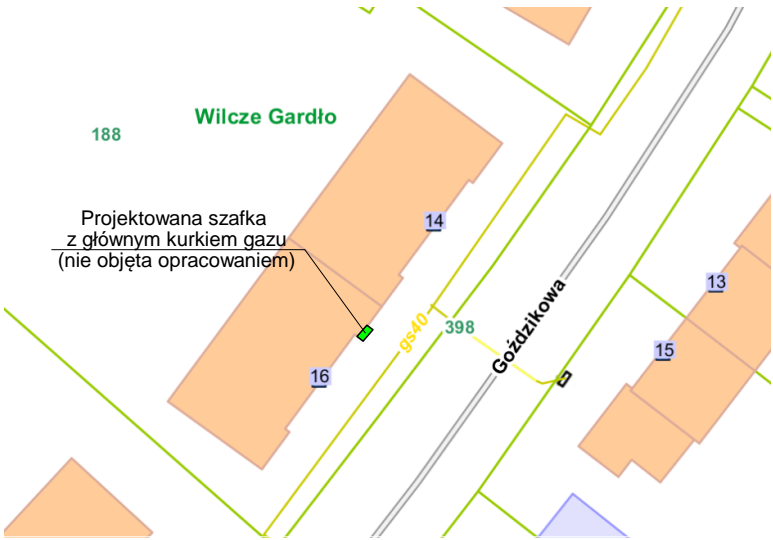 Wilcze Gardło
188
Projektowana szafka
z głównym kurkiem gazu
(nie objęta opracowaniem)
14
13
gs40
398
Goździkowa
15
16